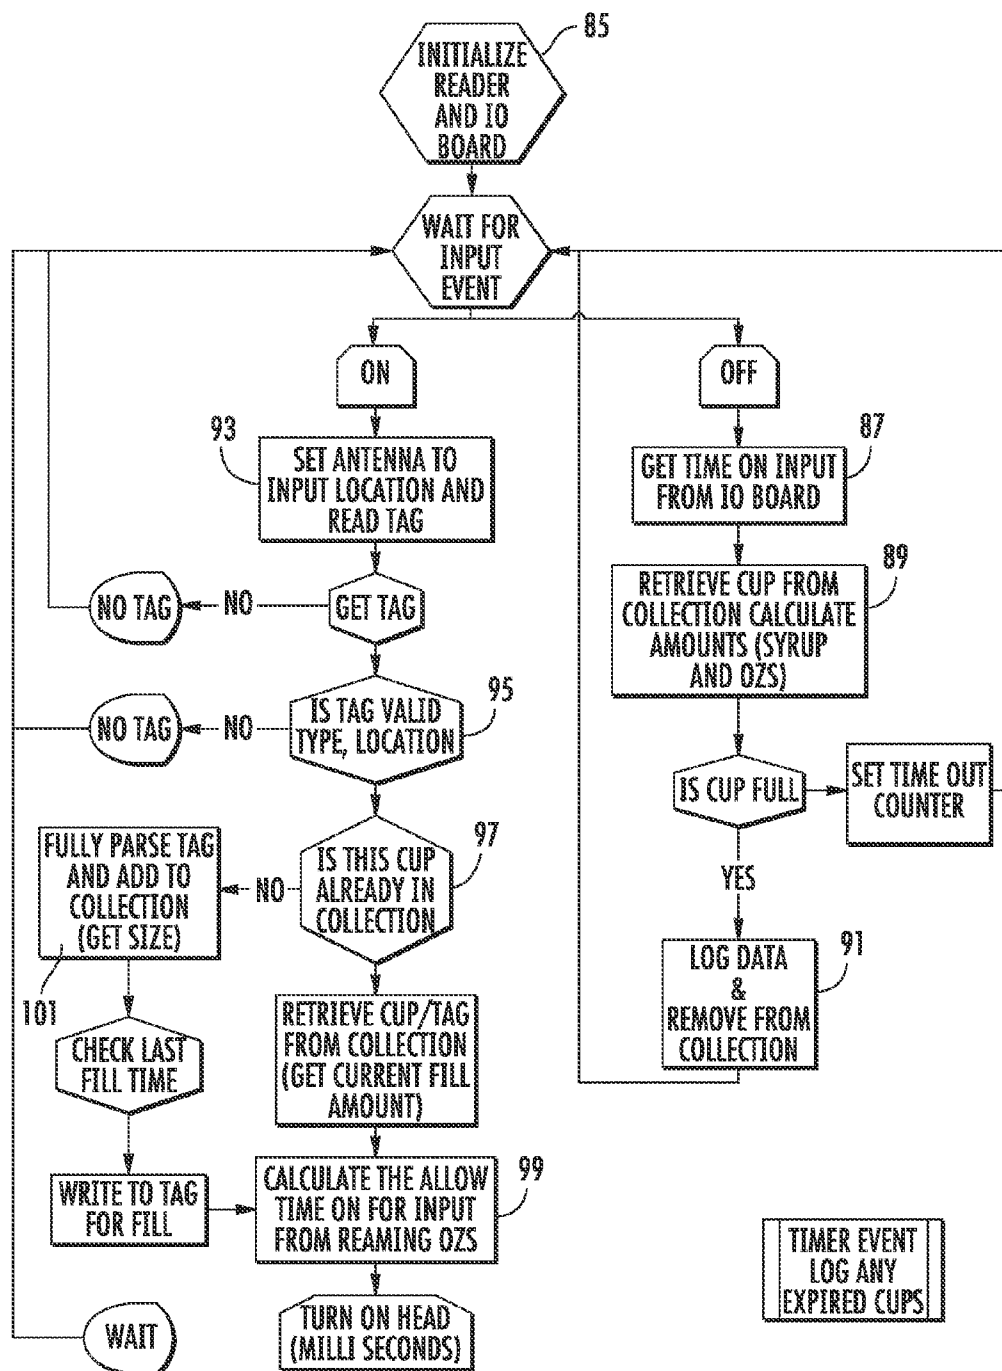 85
INITIALIZE
READER
AND IO
BOARD
WAIT FOR
INPUT
EVENT
ON
OFF
93
SET ANTENNA TO
INPUT LOCATION AND
READ TAG
87
GET TIME ON INPUT
FROM IO BOARD
NO TAG
NO
GET TAG
89
RETRIEVE CUP FROM
COLLECTION CALCULATE
AMOUNTS (SYRUP
AND OZS)
95
NO TAG
NO
IS TAG VALID
TYPE, LOCATION
IS CUP FULL
SET TIME OUT
COUNTER
YES
97
FULLY PARSE TAG
AND ADD TO
COLLECTION
(GET SIZE)
NO
IS THIS CUP
ALREADY IN
COLLECTION
91
LOG DATA
&
REMOVE FROM
COLLECTION
101
CHECK LAST
FILL TIME
RETRIEVE CUP/TAG
FROM COLLECTION
(GET CURRENT FILL
AMOUNT)
WRITE TO TAG
FOR FILL
99
CALCULATE THE ALLOW
TIME ON FOR INPUT
FROM REAMING OZS
TIMER EVENT
LOG ANY
EXPIRED CUPS
WAIT
TURN ON HEAD
(MILLI SECONDS)